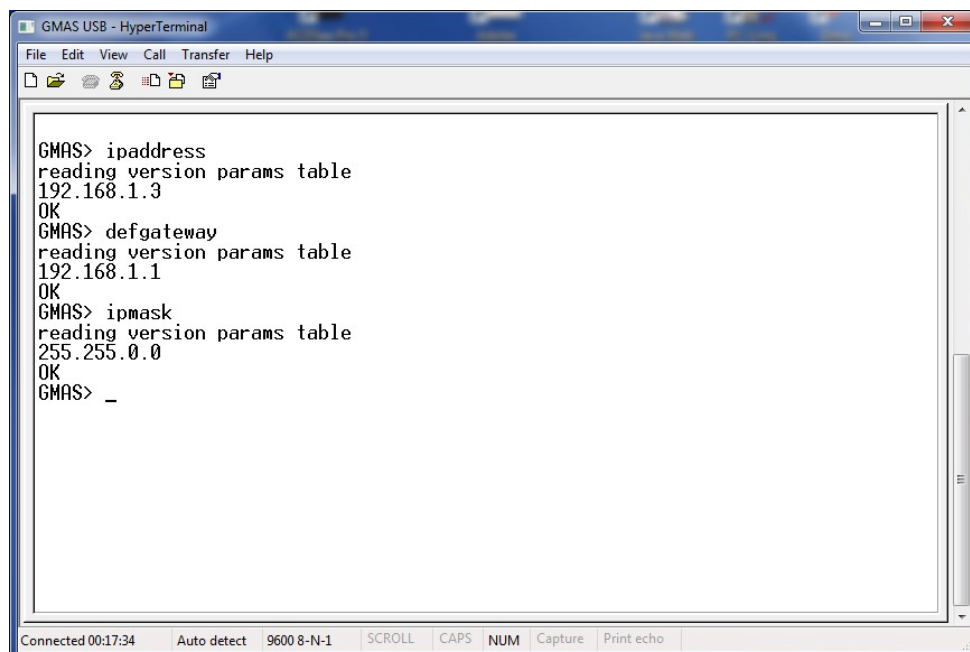 GMAS USB - HyperTerminal
File Edit View Call Transfer Help
GMAS> ipaddress
reading version params table
192.168.1.3
OK
GMAS> defgateway
reading version params table
192.168.1.1
OK
GMAS> ipmask
reading version params table
255.255.0.0
OK
GMAS> _
Connected 00:17:34 Auto detect 9600 8-N-1 SCROLL CAPS NUM Capture Print echo